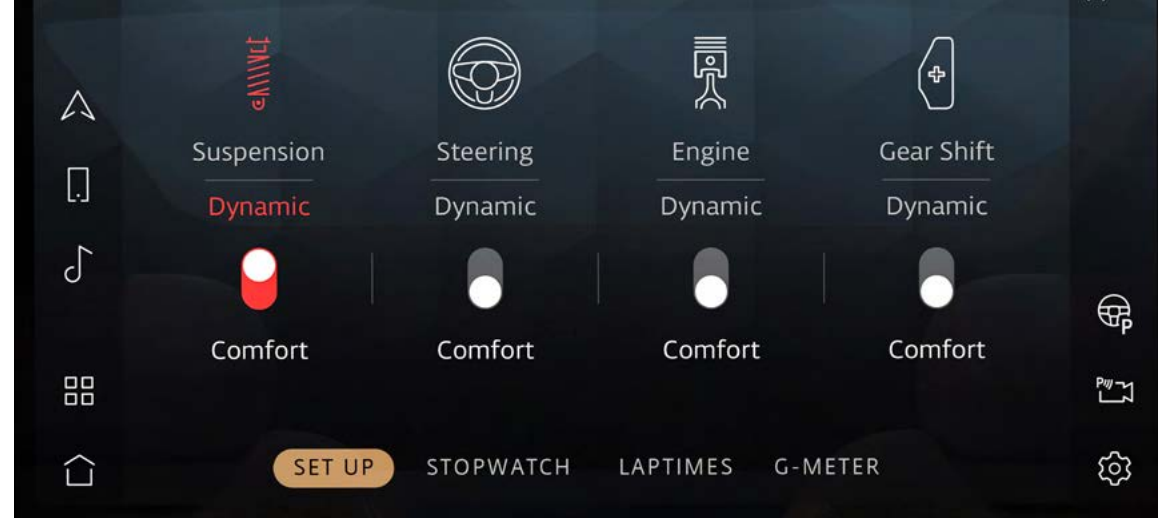 Suspension
Steering
Engine
Gear Shift
Dynamic
Dynamic
Dynamic
Dynamic
Comfort
Comfort
Comfort
Comfort
P
P
SET UP
STOPWATCH
LAPTIMES
G-METER